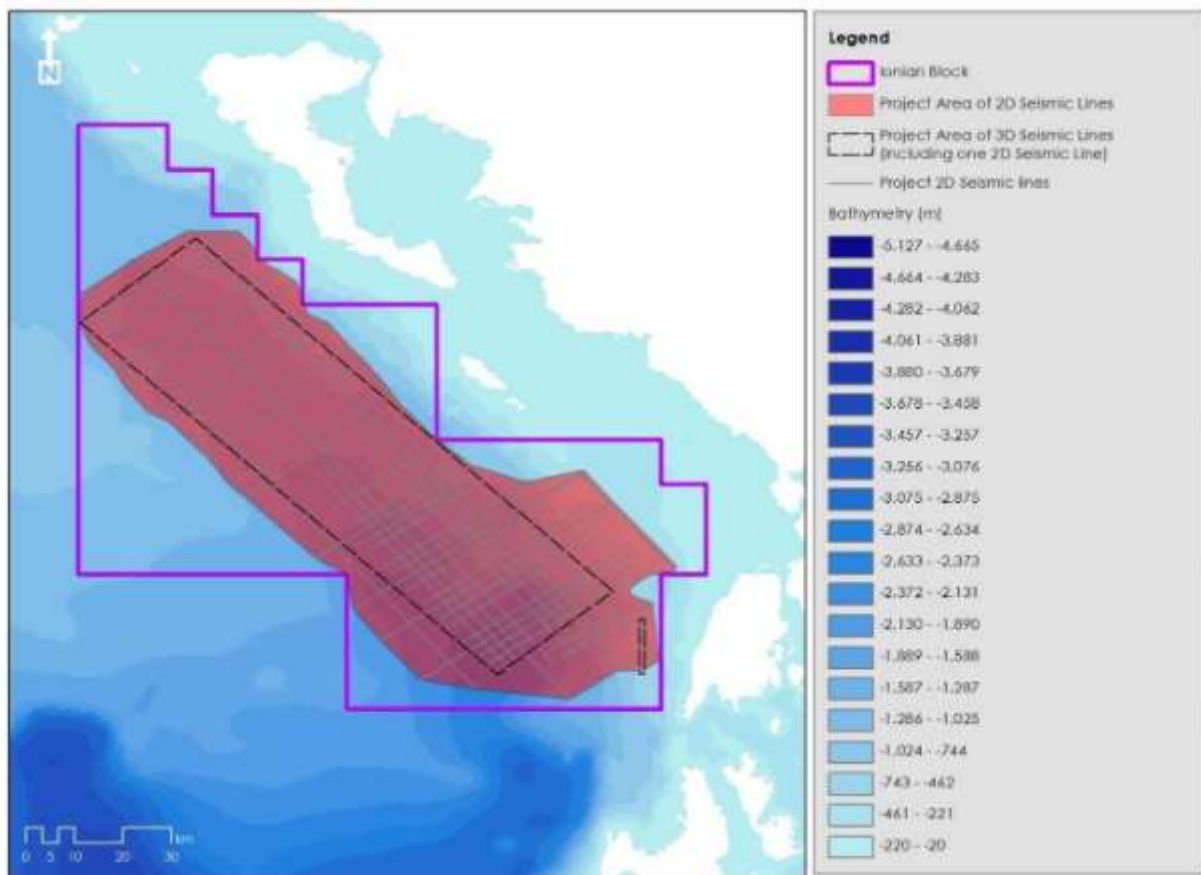 N
km
0 5 10 20 30
Legend
Ionian Block
Project Area of 2D Seismic Lines
Project Area of 3D Seismic Lines
(including one 2D Seismic Line)
Project 2D Seismic lines
Bathymetry (m)
-5.127 - -4.665
-4.664 - -4.283
-4.282 - -4.062
-4.061 - -3.881
-3.880 - -3.679
-3.678 - -3.458
-3.457 - -3.257
-3.256 - -3.076
-3.075 - -2.875
-2.874 - -2.634
-2.633 - -2.373
-2.372 - -2.131
-2.130 - -1.890
-1.889 - -1.588
-1.587 - -1.287
-1.286 - -1.025
-1.024 - -744
-743 - -462
-461 - -221
-220 - -20